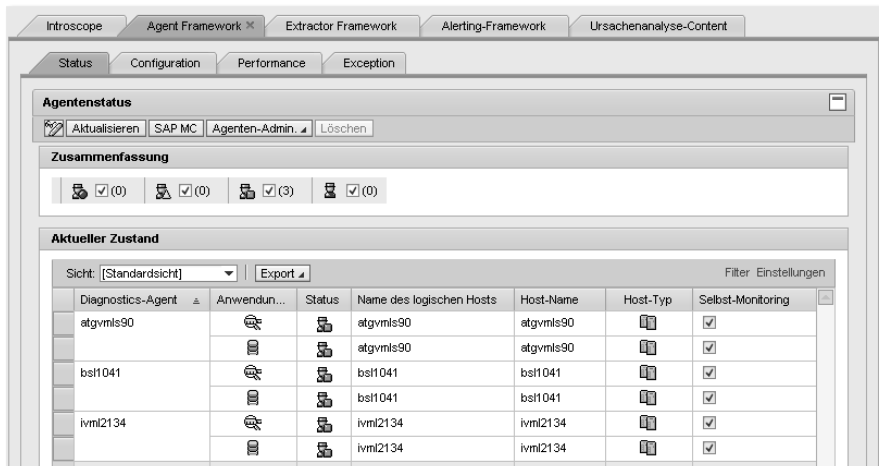 Introscope Agent Framework Extractor Framework Alerting-Framework Ursachenanalyse-Content
Status Configuration Performance Exception
Agentenstatus
Aktualisieren SAP MC Agenten-Admin. Löschen
Zusammenfassung
(0) (0) (3) (0)
Aktueller Zustand
Sicht: [Standardsicht] Export Filter Einstellungen
Diagnostics-Agent Anwendun... Status Name des logischen Hosts Host-Name Host-Typ Selbst-Monitoring
atgvmls90 atgvmls90 atgvmls90
atgvmls90 atgvmls90
bsl1041 bsl1041 bsl1041
bsl1041 bsl1041
ivml2134 ivml2134 ivml2134
ivml2134 ivml2134